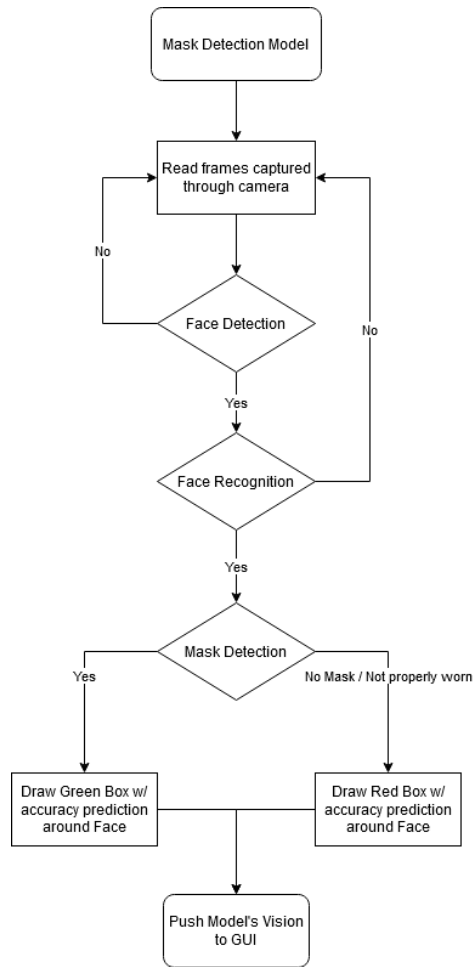 Mask Detection Model
Read frames captured
through camera
No
Face Detection
No
Yes
Face Recognition
Yes
Mask Detection
Yes
No Mask / Not properly worn
Draw Green Box w/
accuracy prediction
around Face
Draw Red Box w/
accuracy prediction
around Face
Push Model's Vision
to GUI